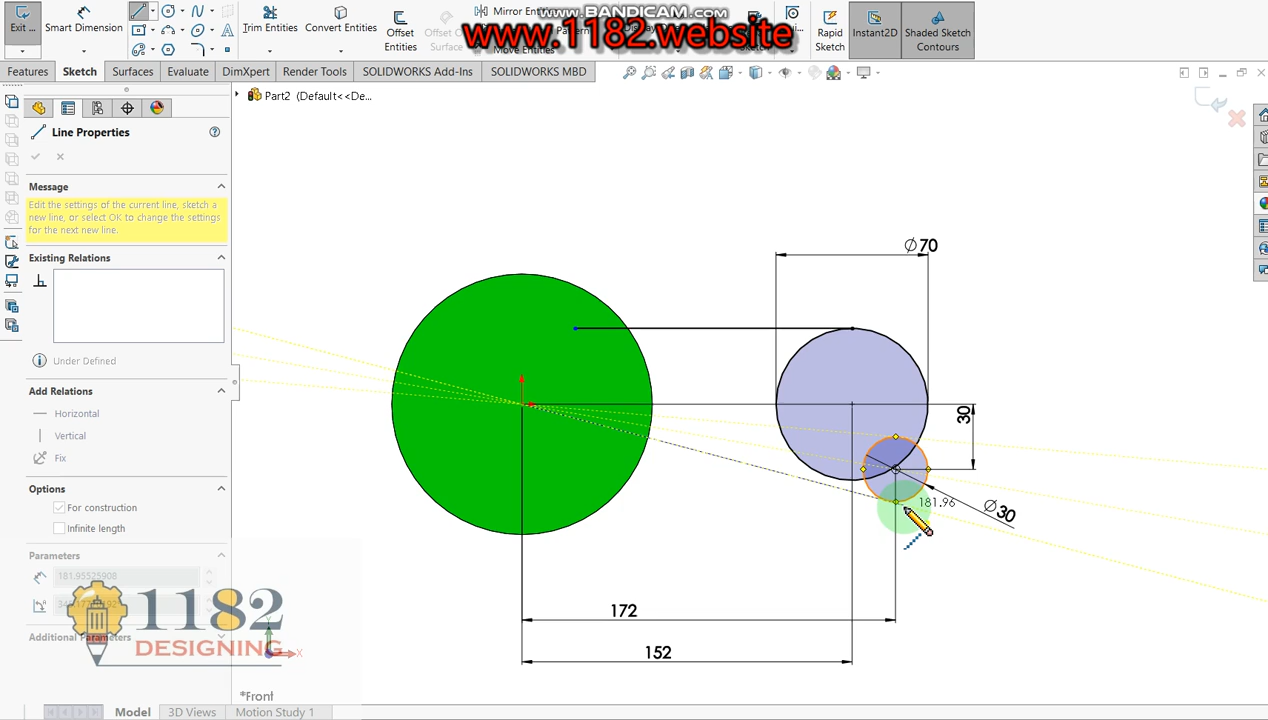 www.BANDICAM.com
www.1182.website
Exit ...
Smart Dimension
Trim Entities
Convert Entities
Offset Entities
Offset
On
Surface
Mirror Entities
Move Entities
Rapid Sketch
Instant2D
Shaded Sketch Contours
Features
Sketch
Surfaces
Evaluate
DimXpert
Render Tools
SOLIDWORKS Add-Ins
SOLIDWORKS MBD
Part2 (Default<<De...
Line Properties
Message
Edit the settings of the current line, sketch a
new line, or select OK to change the settings
for the next new line.
Existing Relations
Under Defined
Add Relations
Horizontal
Vertical
Fix
Options
For construction
Infinite length
Parameters
181.95525908
Additional Parameters
1182
DESIGNING
X
*Front
Model
3D Views
Motion Study 1
∅70
30
181.96
∅30
172
152